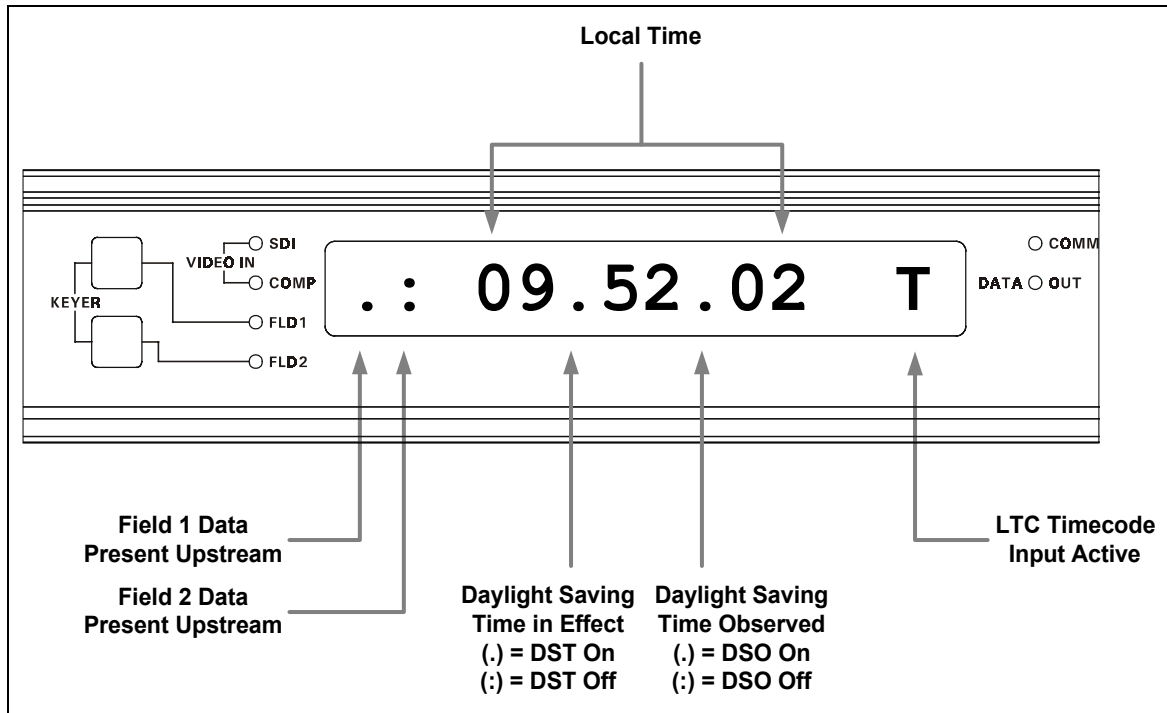 Local Time
SDI
VIDEO IN
COMP
KEYER
FLD1
FLD2
.: 09.52.02 T
COMM
DATA OUT
Field 1 Data
Present Upstream
Field 2 Data
Present Upstream
Daylight Saving
Time in Effect
(.) = DST On
(:) = DST Off
Daylight Saving
Time Observed
(.) = DSO On
(:) = DSO Off
LTC Timecode
Input Active